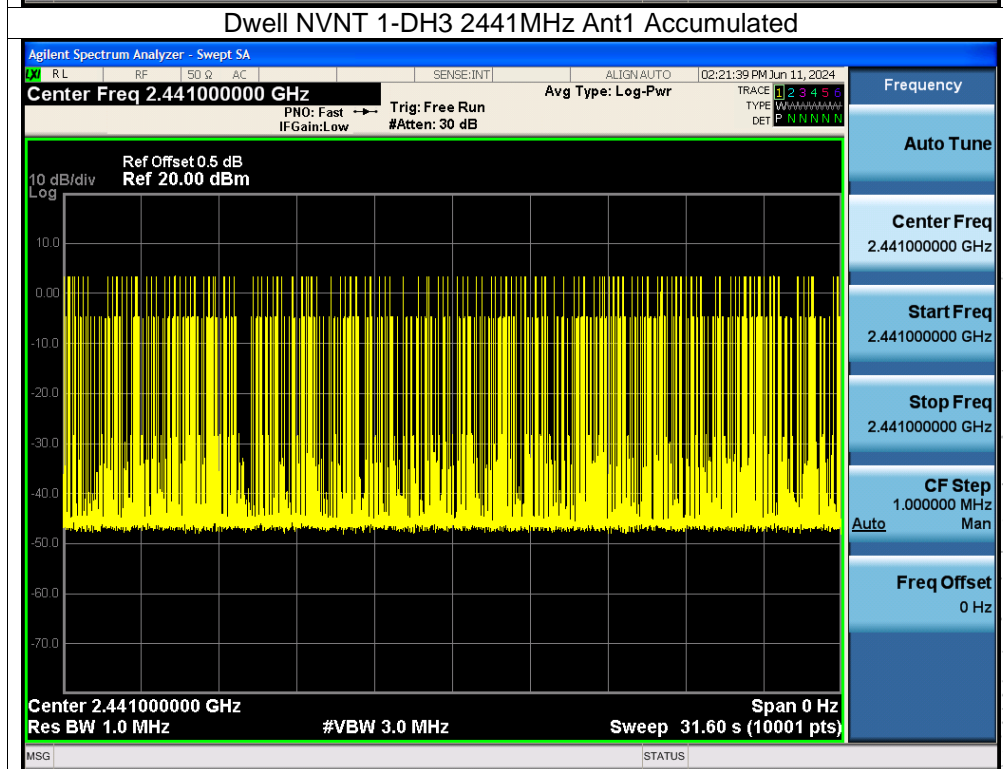 Dwell NVNT 1-DH3 2441MHz Ant1 Accumulated
Agilent Spectrum Analyzer - Swept SA
LXI RL RF 50 Ω AC SENSE:INT ALIGN AUTO 02:21:39 PM Jun 11, 2024
Center Freq 2.441000000 GHz
PNO: Fast
IFGain:Low
Trig: Free Run
#Atten: 30 dB
Avg Type: Log-Pwr
TRACE 1 2 3 4 5 6
TYPE
DET P N N N N N
Ref Offset 0.5 dB
10 dB/div Ref 20.00 dBm
Log
10.0
0.00
-10.0
-20.0
-30.0
-40.0
-50.0
-60.0
-70.0
Center 2.441000000 GHz Span 0 Hz
Res BW 1.0 MHz #VBW 3.0 MHz Sweep 31.60 s (10001 pts)
MSG STATUS
Frequency
Auto Tune
Center Freq
2.441000000 GHz
Start Freq
2.441000000 GHz
Stop Freq
2.441000000 GHz
CF Step
1.000000 MHz
Auto Man
Freq Offset
0 Hz